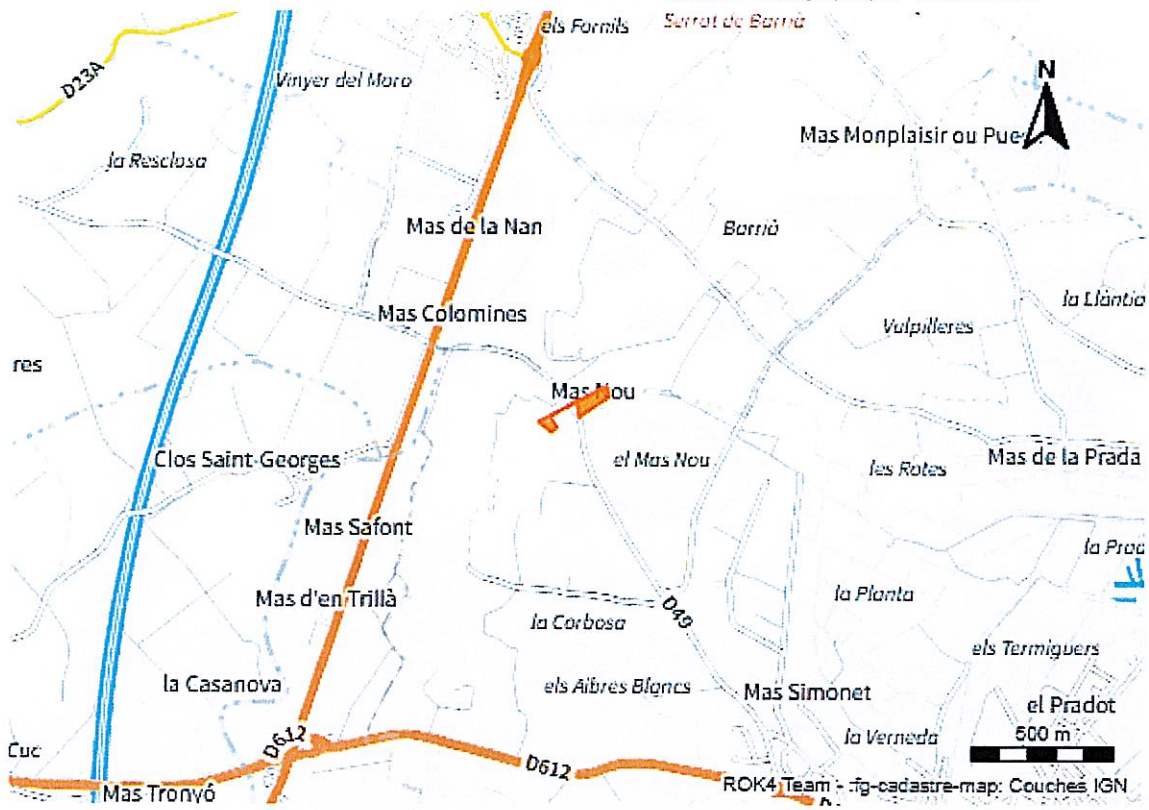 els Fornils
Serrat de Barrià
D23A
Vinyer del Moro
N
Mas Monplaisir ou Pue
la Resclosa
Mas de la Nan
Barrià
la Llàntia
Mas Colomines
Vulpilleres
res
Mas Nou
Clos Saint-Georges
el Mas Nou
les Rotes
Mas de la Prada
Mas Safont
la Prad
Mas d'en Trillà
la Planta
D49
la Corbosa
els Termiguers
la Casanova
els Albres Blancs
Mas Simonet
el Pradot
500 m
la Verneda
Cuc
D612
D612
Mas Tronyó
ROK4 Team - fg-cadastre-map: Couches IGN